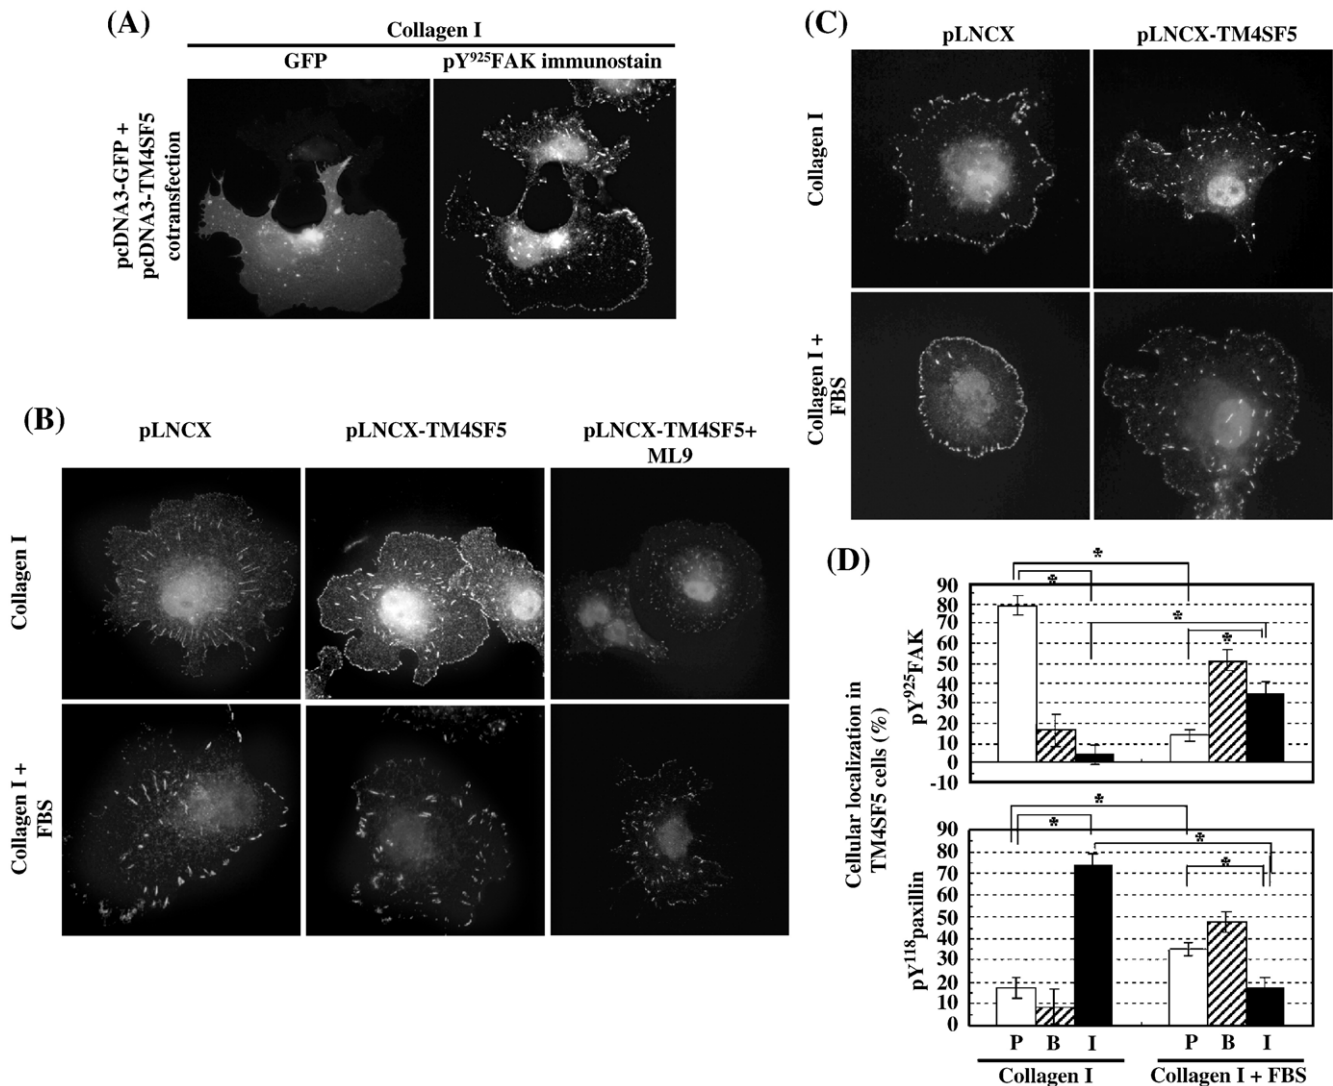 (A)
Collagen I
GFP
pY925FAK immunostain
pcDNA3-GFP +
pcDNA3-TM4SF5
cotransfection
(B)
pLNCX
pLNCX-TM4SF5
pLNCX-TM4SF5+
ML9
Collagen I
Collagen I +
FBS
(C)
pLNCX
pLNCX-TM4SF5
Collagen I
Collagen I +
FBS
(D)
Cellular localization in
TM4SF5 cells (%)
pY925FAK
90
80
70
60
50
40
30
20
10
0
-10
*
*
*
*
pY118paxillin
90
80
70
60
50
40
30
20
10
0
*
*
*
*
P B I P B I
Collagen I Collagen I + FBS